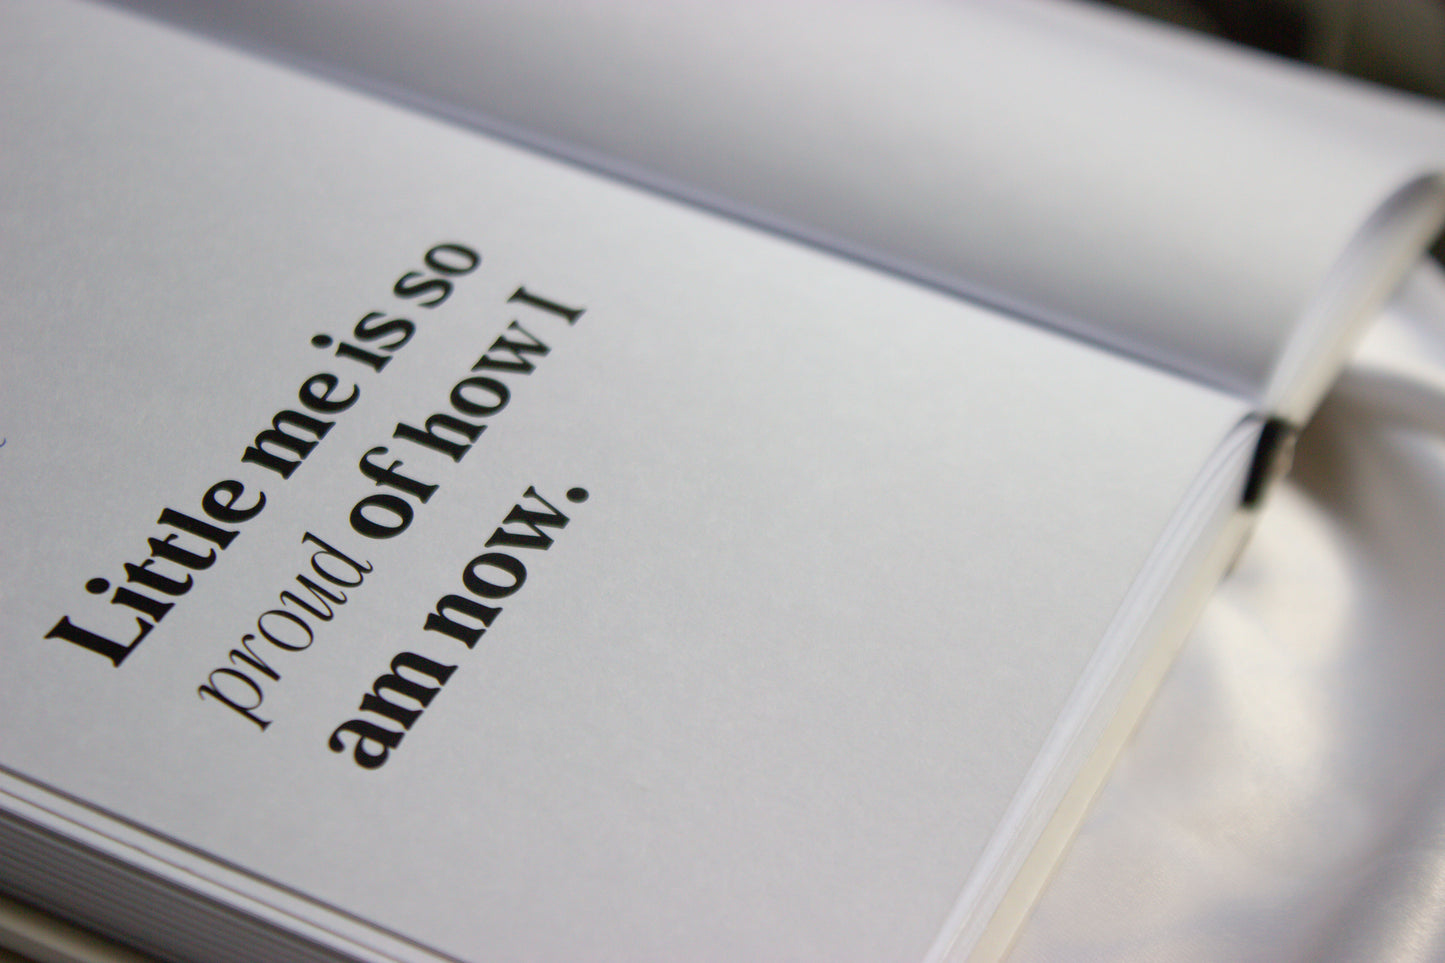 Little me is so
proud of how I
am now.